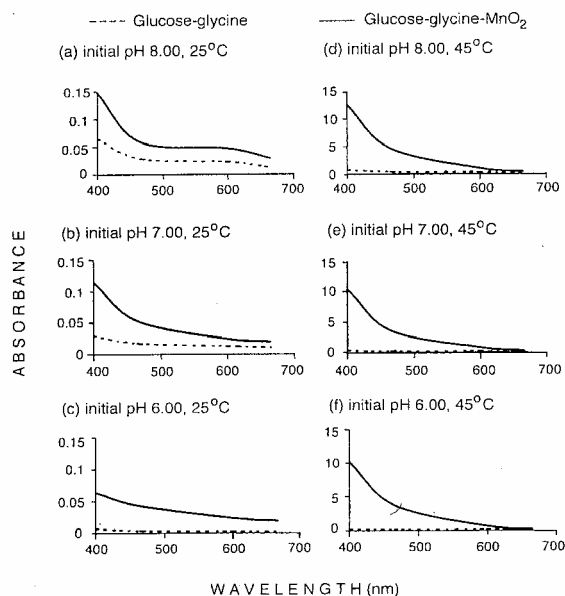 Glucose-glycine
Glucose-glycine-MnO2
(a) initial pH 8.00, 25°C
0.15
0.1
0.05
0
400 500 600 700
(d) initial pH 8.00, 45°C
15
10
5
0
400 500 600 700
(b) initial pH 7.00, 25°C
0.15
0.1
0.05
0
400 500 600 700
(e) initial pH 7.00, 45°C
15
10
5
0
400 500 600 700
(c) initial pH 6.00, 25°C
0.15
0.1
0.05
0
400 500 600 700
(f) initial pH 6.00, 45°C
15
10
5
0
400 500 600 700
ABSORBANCE
WAVELENGTH (nm)